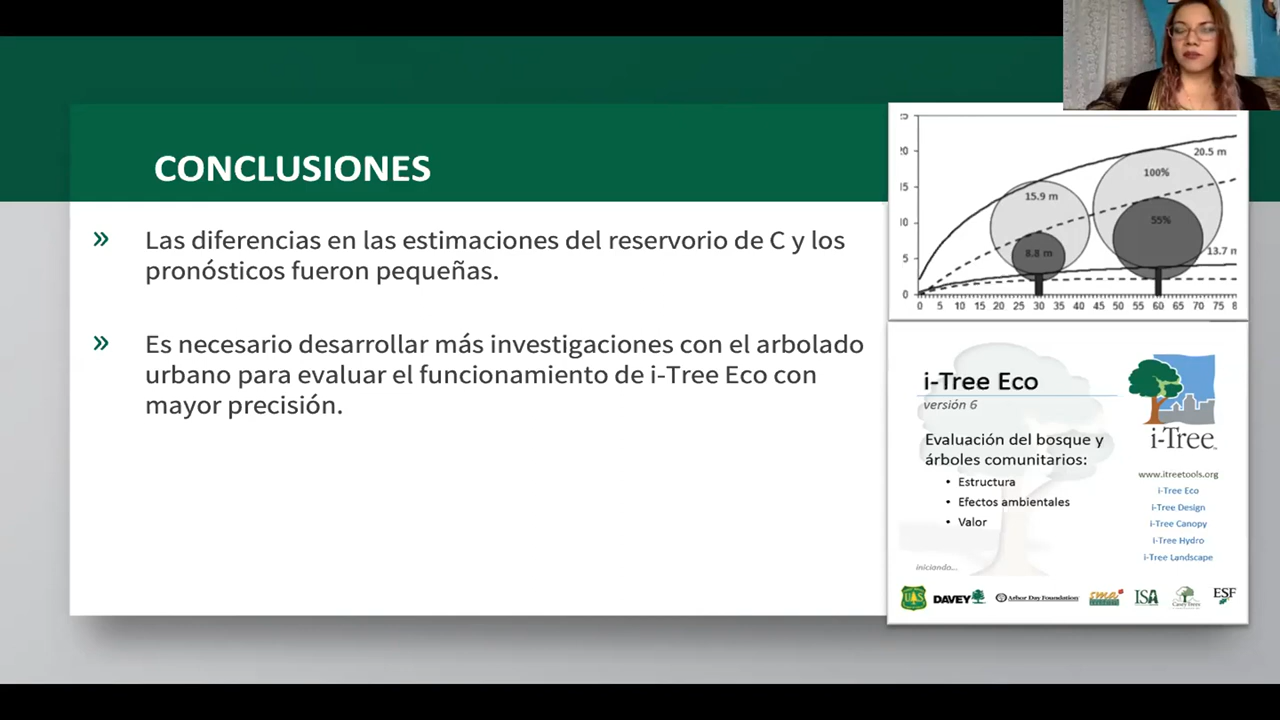 CONCLUSIONES
» Las diferencias en las estimaciones del reservorio de C y los
pronósticos fueron pequeñas.
» Es necesario desarrollar más investigaciones con el arbolado
urbano para evaluar el funcionamiento de i-Tree Eco con
mayor precisión.
20
15
10
5
0
20.5 m
100%
15.9 m
55%
8.8 m
13.7
0 5 10 15 20 25 30 35 40 45 50 55 60 65 70 75 8
i-Tree Eco
versión 6
Evaluación del bosque y
árboles comunitarios:
• Estructura
• Efectos ambientales
• Valor
iniciando...
i-Tree
www.itreetools.org
i-Tree Eco
i-Tree Design
i-Tree Canopy
i-Tree Hydro
i-Tree Landscape
UAS
DAVEY
Arbor Day Foundation
sma
ISA
Casey Trees
ESF